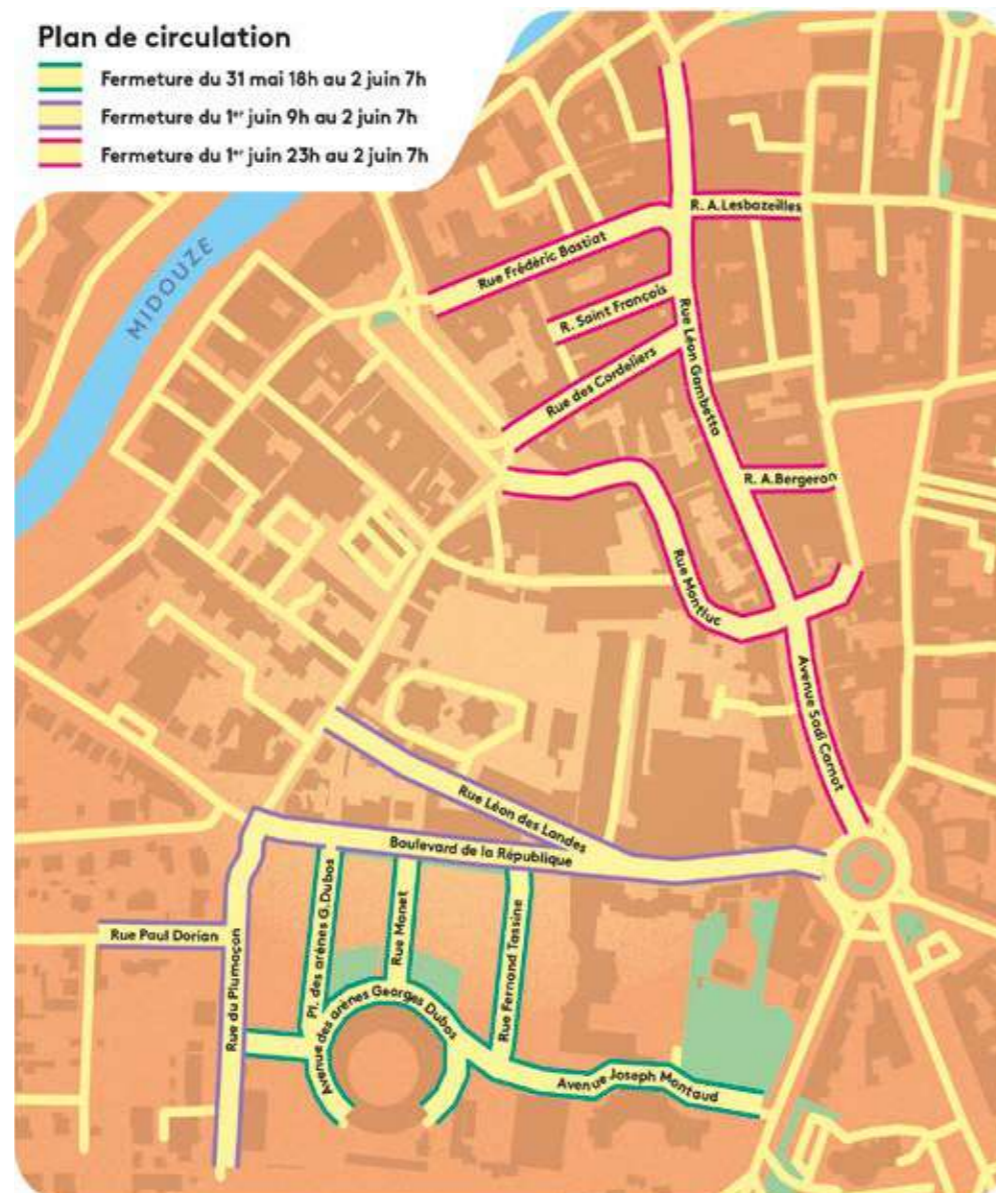 Plan de circulation
Fermeture du 31 mai 18h au 2 juin 7h
Fermeture du 1er juin 9h au 2 juin 7h
Fermeture du 1er juin 23h au 2 juin 7h
MIDOUZE
R. A.Lesbazeilles
Rue Frédéric Bastiat
R. Saint François
Rue des Cordeliers
Rue Léon Gambetta
R. A.Bergeron
Rue Montluc
Avenue Sadi Carnot
Rue Léon des Landes
Boulevard de la République
Rue Paul Dorian
Rue du Plumaçon
Pl. des arènes G.Dubos
Rue Monet
Avenue des arènes Georges Dubos
Rue Fernand Tassine
Avenue Joseph Montaud